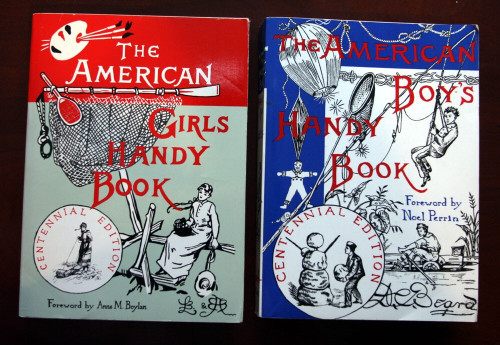 THE
AMERICAN
GIRLS
HANDY
BOOK
CENTENNIAL EDITION
Foreword by Anne M. Boylan
L. & A B
THE AMERICAN
BOY'S
HANDY
BOOK
Foreword by
Noel Perrin
CENTENNIAL EDITION
D.C. Beard